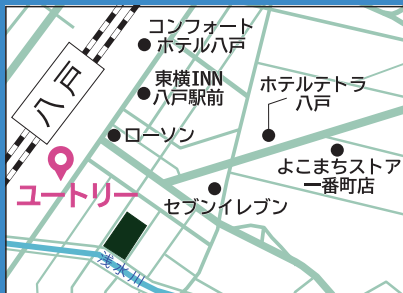 コンフォート
ホテル八戸
八戸
東横INN
八戸駅前
ホテルテトラ
八戸
ローソン
よこまちストア
一番町店
ユートリー
セブンイレブン
浅水川